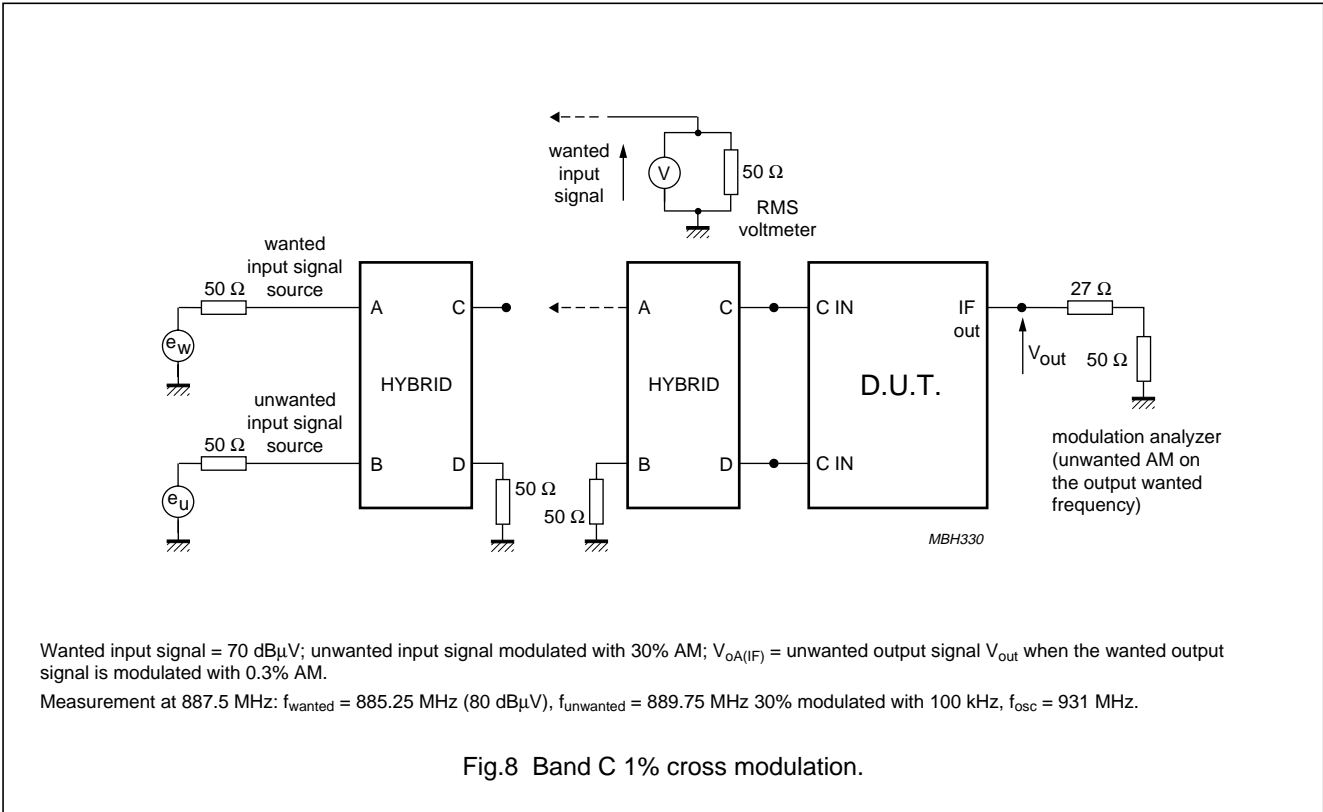 wanted
input
signal
V
50 Ω
RMS
voltmeter
wanted
input signal
source
50 Ω
e_w
unwanted
input signal
source
50 Ω
e_u
A
C
HYBRID
B
D
50 Ω
A
C
HYBRID
B
D
50 Ω
C IN
IF
out
D.U.T.
C IN
27 Ω
V_out
50 Ω
modulation analyzer
(unwanted AM on
the output wanted
frequency)
MBH330
Wanted input signal = 70 dBμV; unwanted input signal modulated with 30% AM; V_oA(IF) = unwanted output signal V_out when the wanted output
signal is modulated with 0.3% AM.
Measurement at 887.5 MHz: f_wanted = 885.25 MHz (80 dBμV), f_unwanted = 889.75 MHz 30% modulated with 100 kHz, f_osc = 931 MHz.
Fig.8 Band C 1% cross modulation.